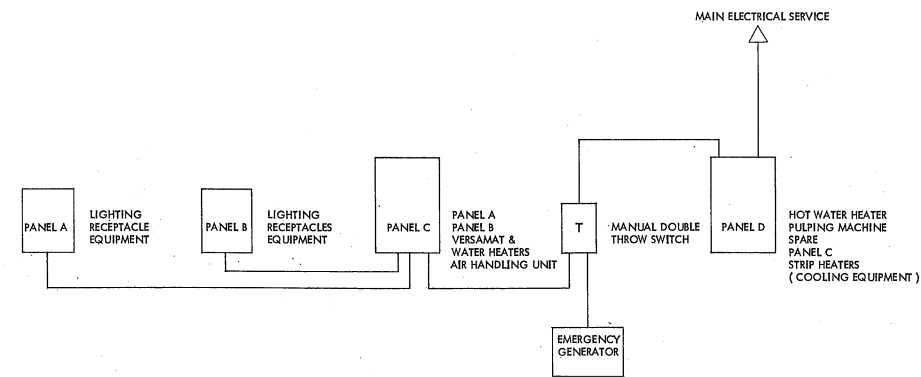 MAIN ELECTRICAL SERVICE
PANEL A
LIGHTING
RECEPTACLE
EQUIPMENT
PANEL B
LIGHTING
RECEPTACLES
EQUIPMENT
PANEL C
PANEL A
PANEL B
VERSAMAT &
WATER HEATERS
AIR HANDLING UNIT
T
MANUAL DOUBLE
THROW SWITCH
PANEL D
HOT WATER HEATER
PULPING MACHINE
SPARE
PANEL C
STRIP HEATERS
( COOLING EQUIPMENT )
EMERGENCY
GENERATOR